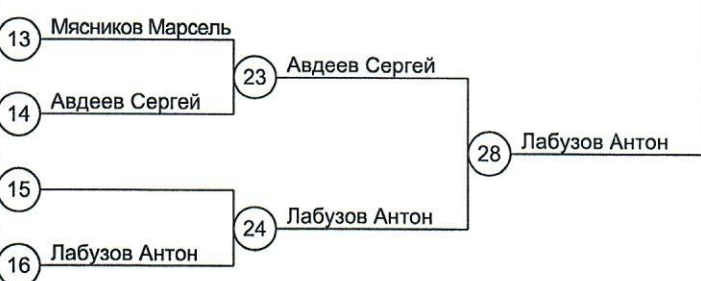 13 Мясников Марсель
23 Авдеев Сергей
14 Авдеев Сергей
28 Лабузов Антон
15
24 Лабузов Антон
16 Лабузов Антон